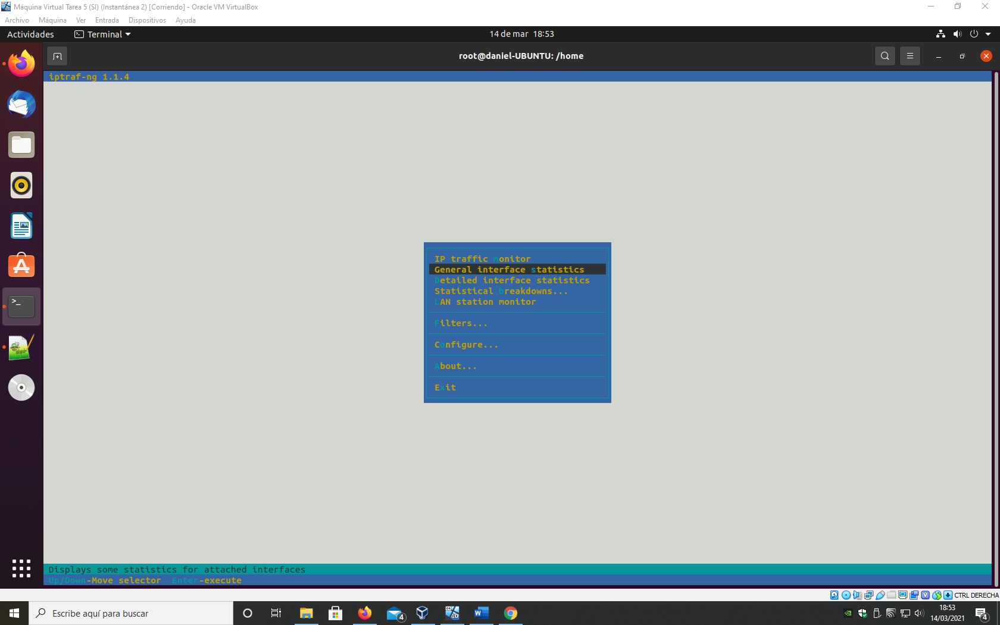 Máquina Virtual Tarea 5 (SI) (Instantánea 2) [Corriendo] - Oracle VM VirtualBox
Archivo Máquina Ver Entrada Dispositivos Ayuda
Actividades Terminal 14 de mar 18:53
root@daniel-UBUNTU: /home
iptraf-ng 1.1.4
IP traffic monitor
General interface statistics
Detailed interface statistics
Statistical breakdowns...
LAN station monitor
Filters...
Configure...
About...
Exit
Displays some statistics for attached interfaces
Up/Down-Move selector Enter-execute
CTRL DERECHA
Escribe aquí para buscar
4
18:53
14/03/2021
4